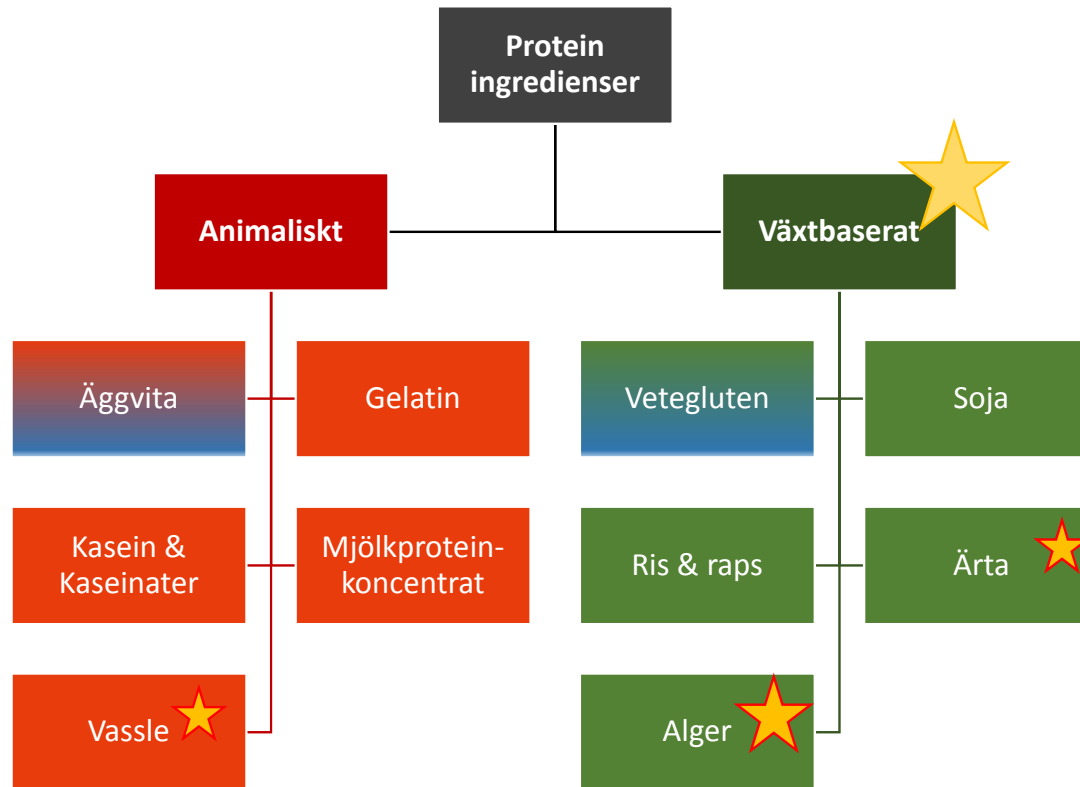 Protein
ingredienser
Animaliskt
Växtbaserat
Äggvita
Gelatin
Vetegluten
Soja
Kasein &
Kaseinater
Mjölkprotein-
koncentrat
Ris & raps
Ärta
Vassle
Alger